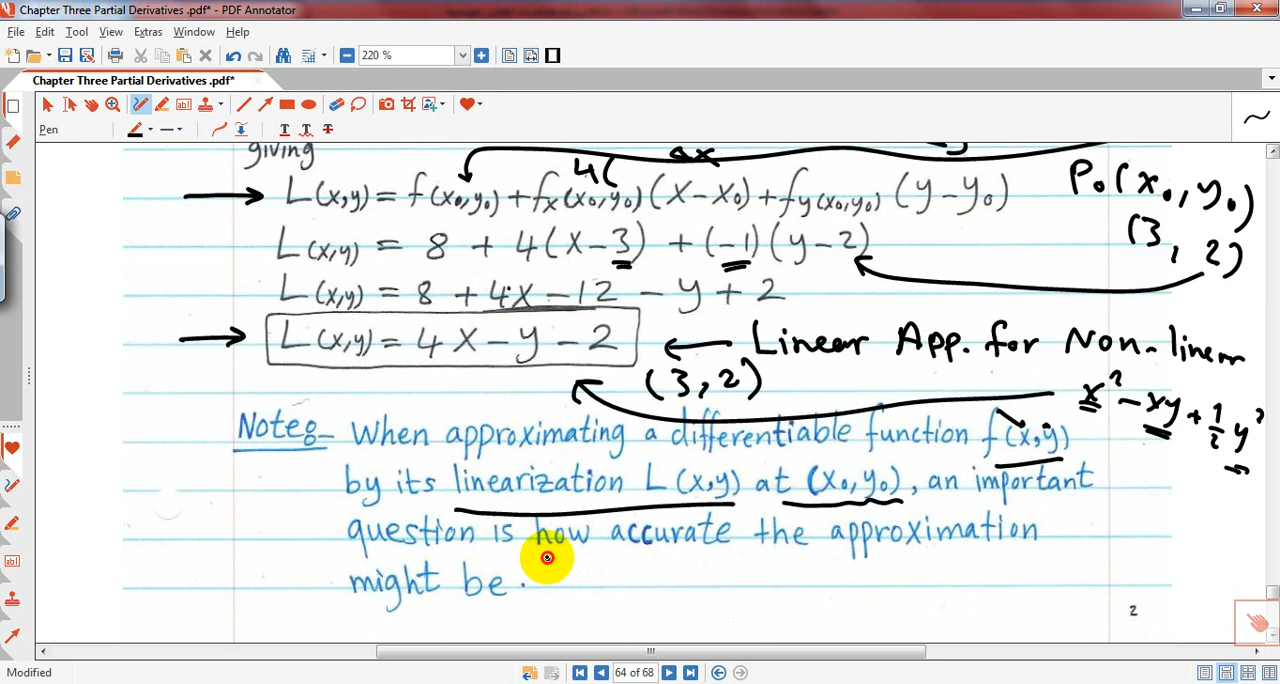 Chapter Three Partial Derivatives .pdf* - PDF Annotator
File Edit Tool View Extras Window Help
220 %
Chapter Three Partial Derivatives .pdf*
Pen
giving
4(
L(x,y) = f(x₀,y₀) + fx(x₀,y₀)(x-x₀) + fy(x₀,y₀)(y-y₀)
P₀(x₀,y₀)
(3, 2)
L(x,y) = 8 + 4(x-3) + (-1)(y-2)
L(x,y) = 8 + 4x - 12 - y + 2
L(x,y) = 4x - y - 2
Linear App. for Non-linear
(3, 2)
x² - xy + 1/2 y²
Note8- When approximating a differentiable function f(x,y)
by its linearization L(x,y) at (x₀,y₀), an important
question is how accurate the approximation
might be.
2
64 of 68
Modified